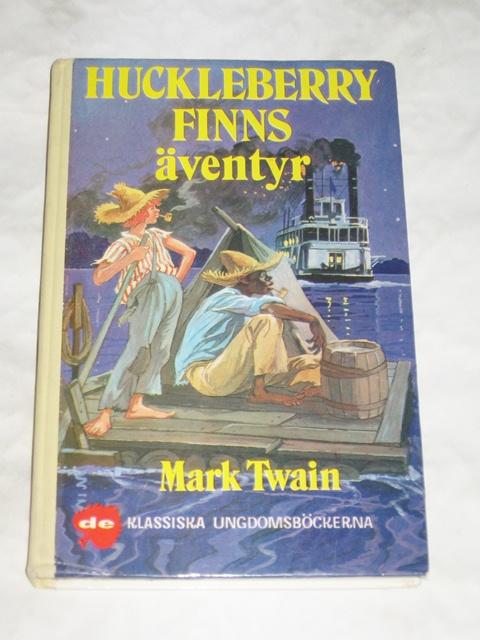 HUCKLEBERRY
FINNS
äventyr
Mark Twain
de KLASSISKA UNGDOMSBÖCKERNA